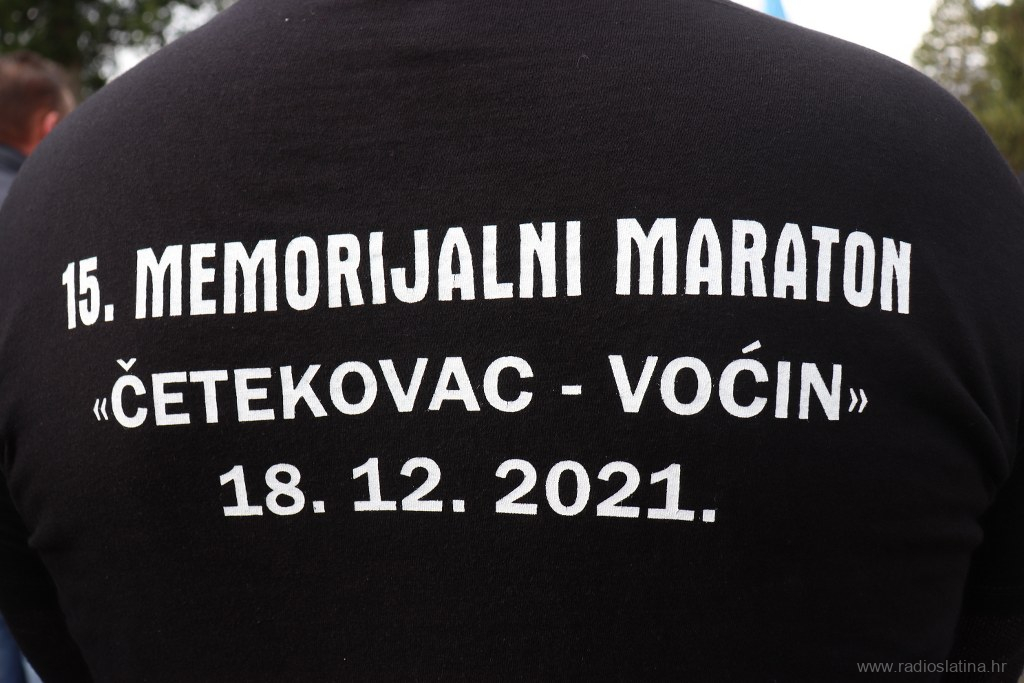 15. MEMORIJALNI MARATON
«ČETEKOVAC - VOĆIN»
18. 12. 2021.
www.radioslatina.hr